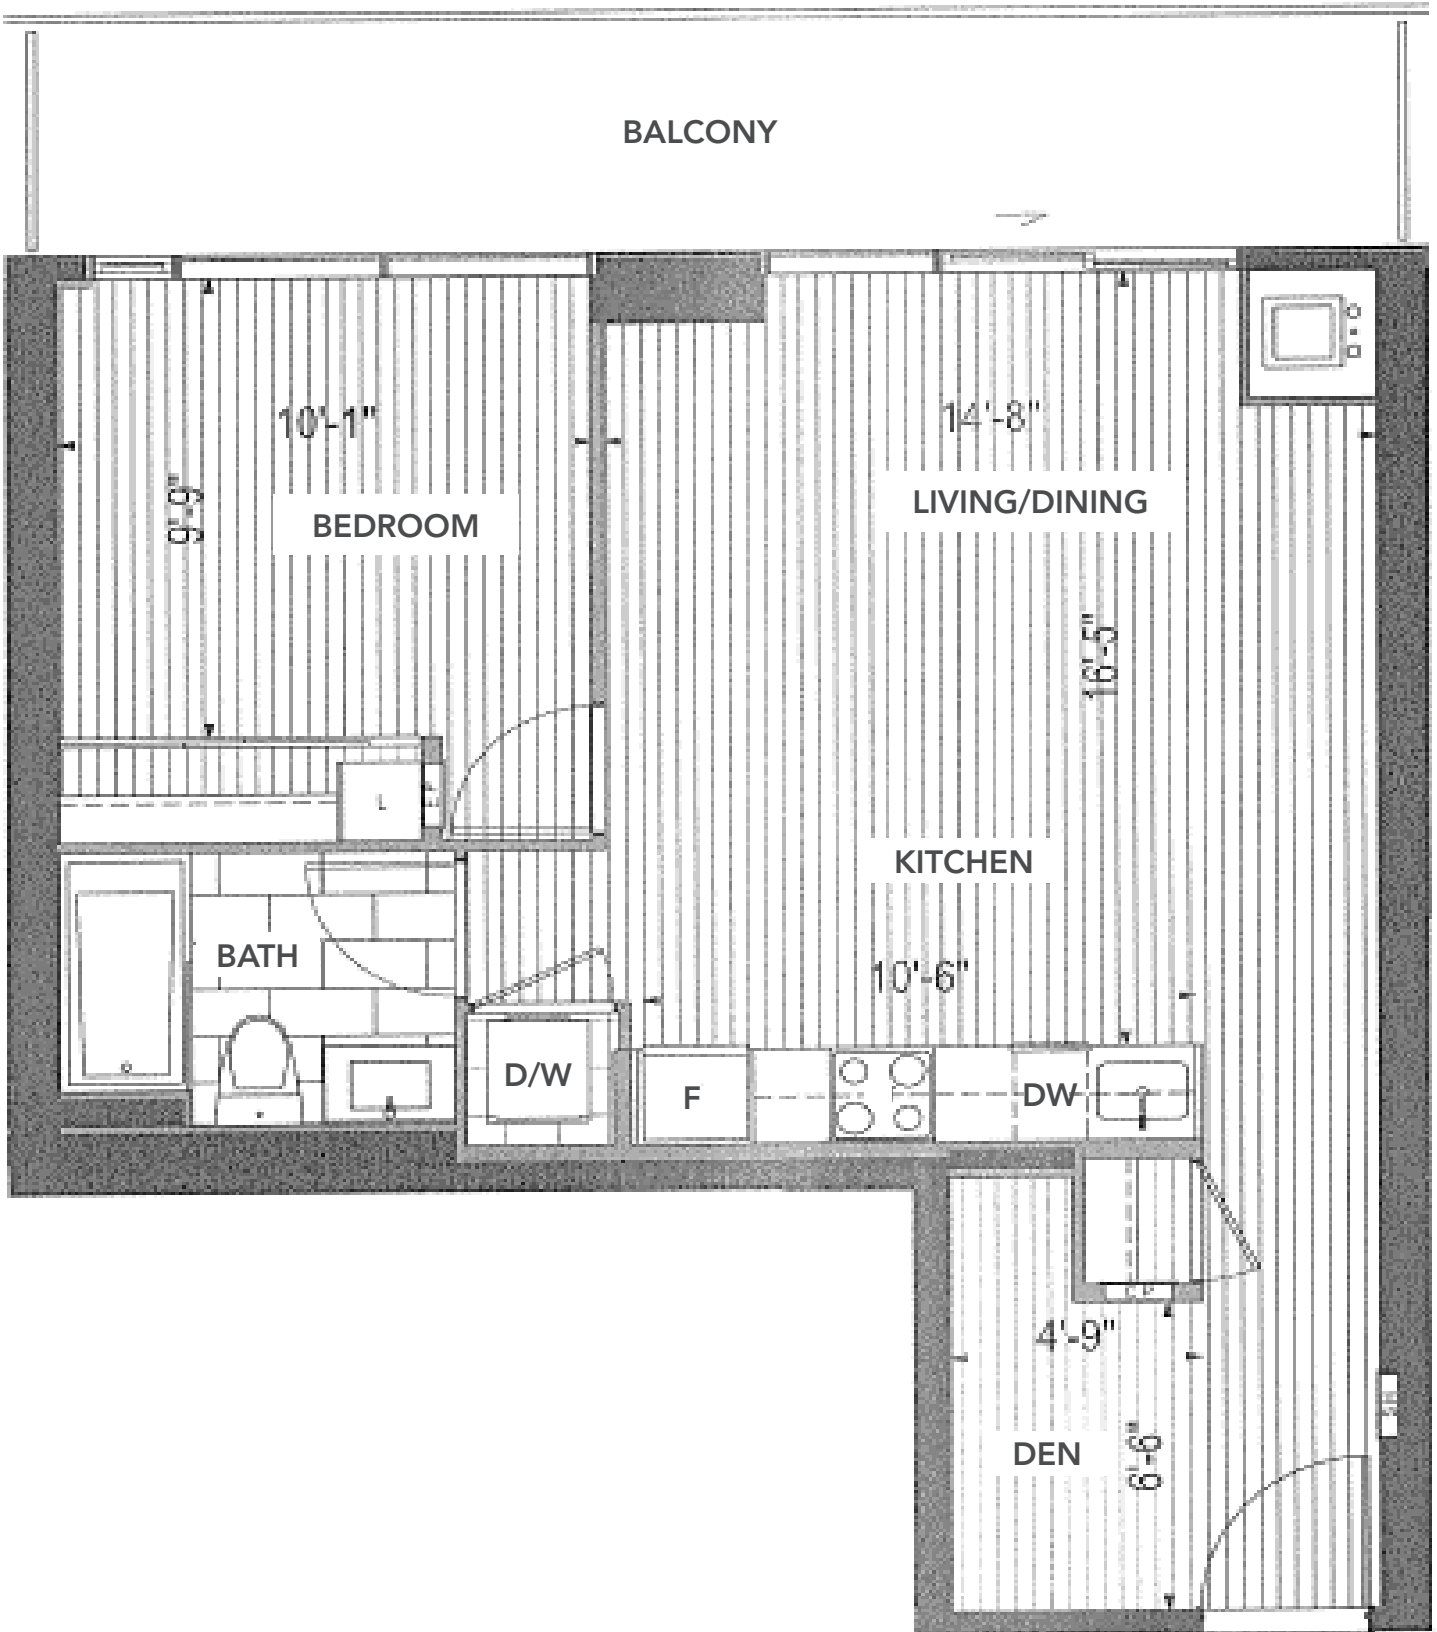 BALCONY
10'-1"
14'-8"
9'-9"
BEDROOM
LIVING/DINING
16'-5"
L
KITCHEN
BATH
10'-6"
D/W
F
DW
4'-9"
DEN
6'-6"